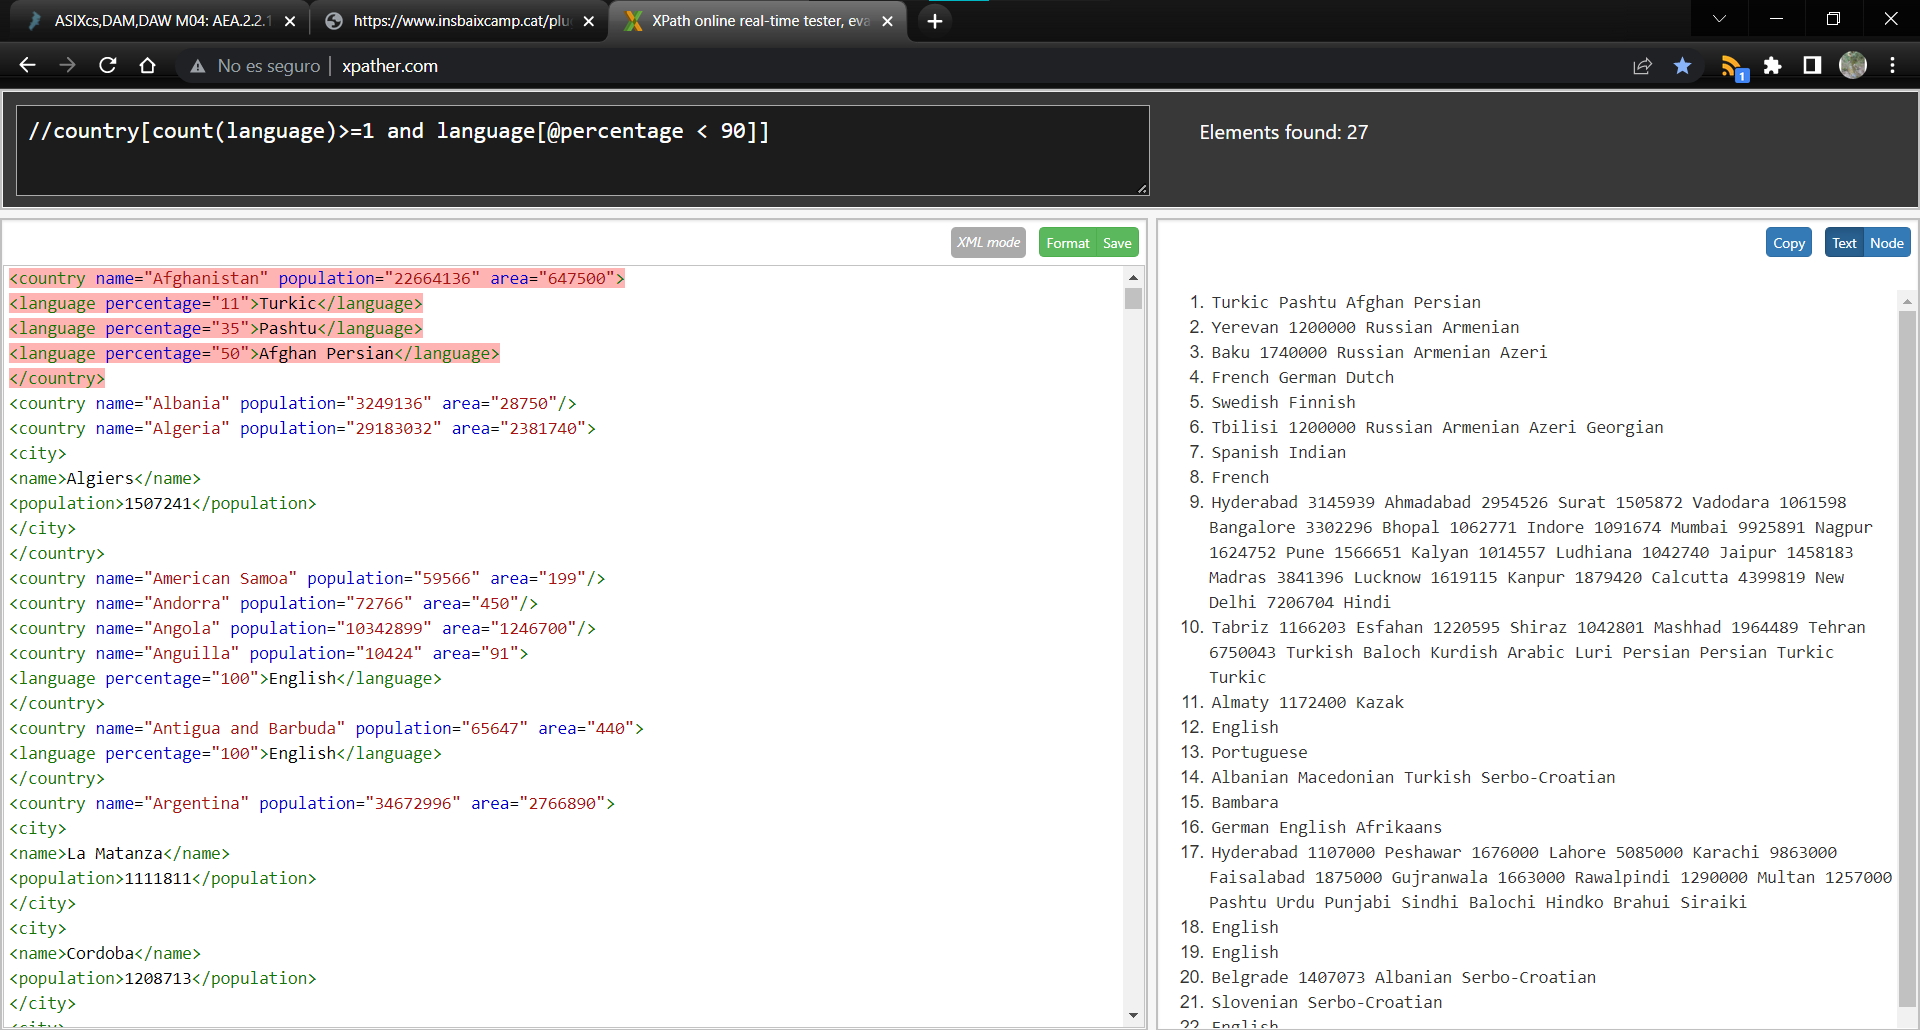 ASIXcs,DAM,DAW M04: AEA.2.2.1
https://www.insbaixcamp.cat/plu
XPath online real-time tester, eva
No es seguro
xpather.com
1
//country[count(language)>=1 and language[@percentage < 90]]
Elements found: 27
XML mode
Format
Save
Copy
Text
Node
<country name="Afghanistan" population="22664136" area="647500">
<language percentage="11">Turkic</language>
<language percentage="35">Pashtu</language>
<language percentage="50">Afghan Persian</language>
</country>
<country name="Albania" population="3249136" area="28750"/>
<country name="Algeria" population="29183032" area="2381740">
<city>
<name>Algiers</name>
<population>1507241</population>
</city>
</country>
<country name="American Samoa" population="59566" area="199"/>
<country name="Andorra" population="72766" area="450"/>
<country name="Angola" population="10342899" area="1246700"/>
<country name="Anguilla" population="10424" area="91">
<language percentage="100">English</language>
</country>
<country name="Antigua and Barbuda" population="65647" area="440">
<language percentage="100">English</language>
</country>
<country name="Argentina" population="34672996" area="2766890">
<city>
<name>La Matanza</name>
<population>1111811</population>
</city>
<city>
<name>Cordoba</name>
<population>1208713</population>
</city>
<city>
1. Turkic Pashtu Afghan Persian
2. Yerevan 1200000 Russian Armenian
3. Baku 1740000 Russian Armenian Azeri
4. French German Dutch
5. Swedish Finnish
6. Tbilisi 1200000 Russian Armenian Azeri Georgian
7. Spanish Indian
8. French
9. Hyderabad 3145939 Ahmadabad 2954526 Surat 1505872 Vadodara 1061598
Bangalore 3302296 Bhopal 1062771 Indore 1091674 Mumbai 9925891 Nagpur
1624752 Pune 1566651 Kalyan 1014557 Ludhiana 1042740 Jaipur 1458183
Madras 3841396 Lucknow 1619115 Kanpur 1879420 Calcutta 4399819 New
Delhi 7206704 Hindi
10. Tabriz 1166203 Esfahan 1220595 Shiraz 1042801 Mashhad 1964489 Tehran
6750043 Turkish Baloch Kurdish Arabic Luri Persian Persian Turkic
Turkic
11. Almaty 1172400 Kazak
12. English
13. Portuguese
14. Albanian Macedonian Turkish Serbo-Croatian
15. Bambara
16. German English Afrikaans
17. Hyderabad 1107000 Peshawar 1676000 Lahore 5085000 Karachi 9863000
Faisalabad 1875000 Gujranwala 1663000 Rawalpindi 1290000 Multan 1257000
Pashtu Urdu Punjabi Sindhi Balochi Hindko Brahui Siraiki
18. English
19. English
20. Belgrade 1407073 Albanian Serbo-Croatian
21. Slovenian Serbo-Croatian
22. English